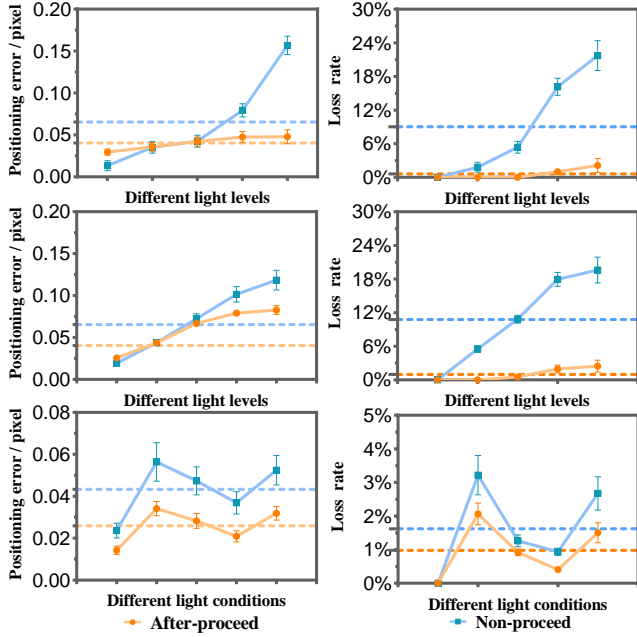 Positioning error / pixel
0.20
0.15
0.10
0.05
0.00
Different light levels
Loss rate
30%
24%
18%
12%
6%
0%
Different light levels
Positioning error / pixel
0.20
0.15
0.10
0.05
0.00
Different light levels
Loss rate
30%
24%
18%
12%
6%
0%
Different light levels
Positioning error / pixel
0.08
0.06
0.04
0.02
0.00
Different light conditions
Loss rate
5%
4%
3%
2%
1%
0%
Different light conditions
After-proceed
Non-proceed